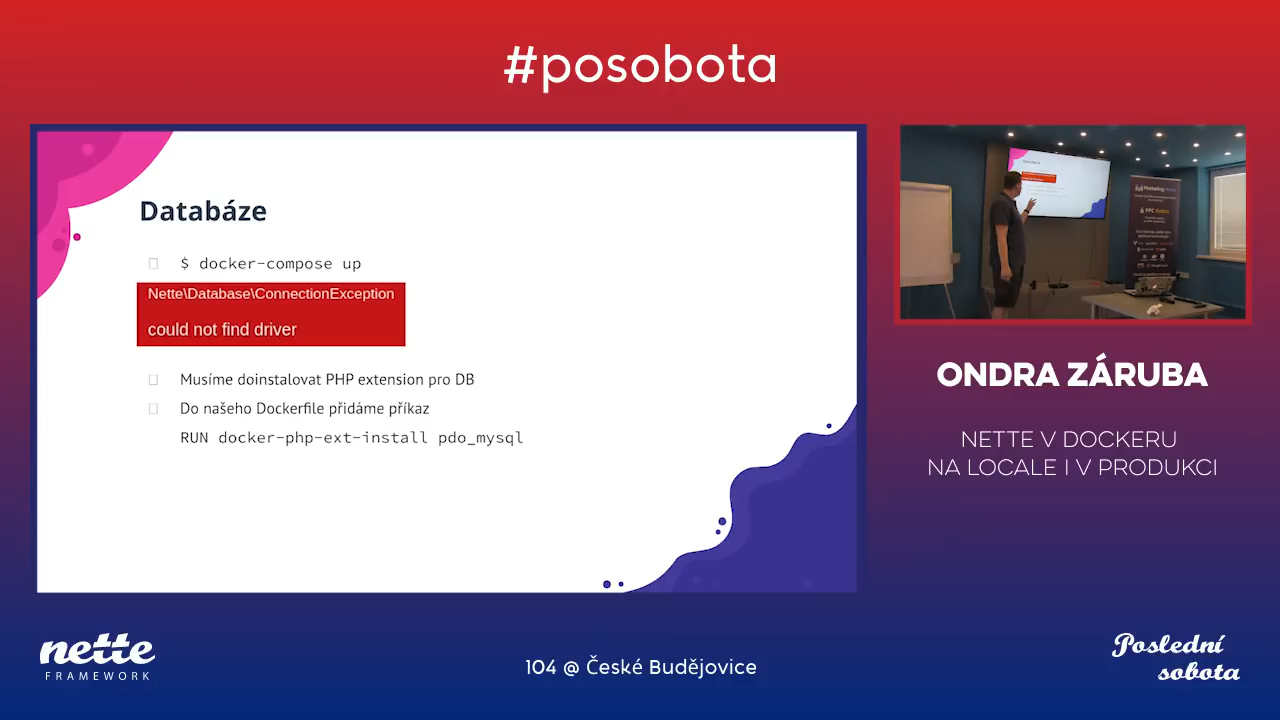 #posobota
Databáze
$ docker-compose up
Nette\Database\ConnectionException
could not find driver
Musíme doinstalovat PHP extension pro DB
Do našeho Dockerfile přidáme příkaz
RUN docker-php-ext-install pdo_mysql
ONDRA ZÁRUBA
NETTE V DOCKERU
NA LOCALE I V PRODUKCI
nette
FRAMEWORK
104 @ České Budějovice
Poslední
sobota